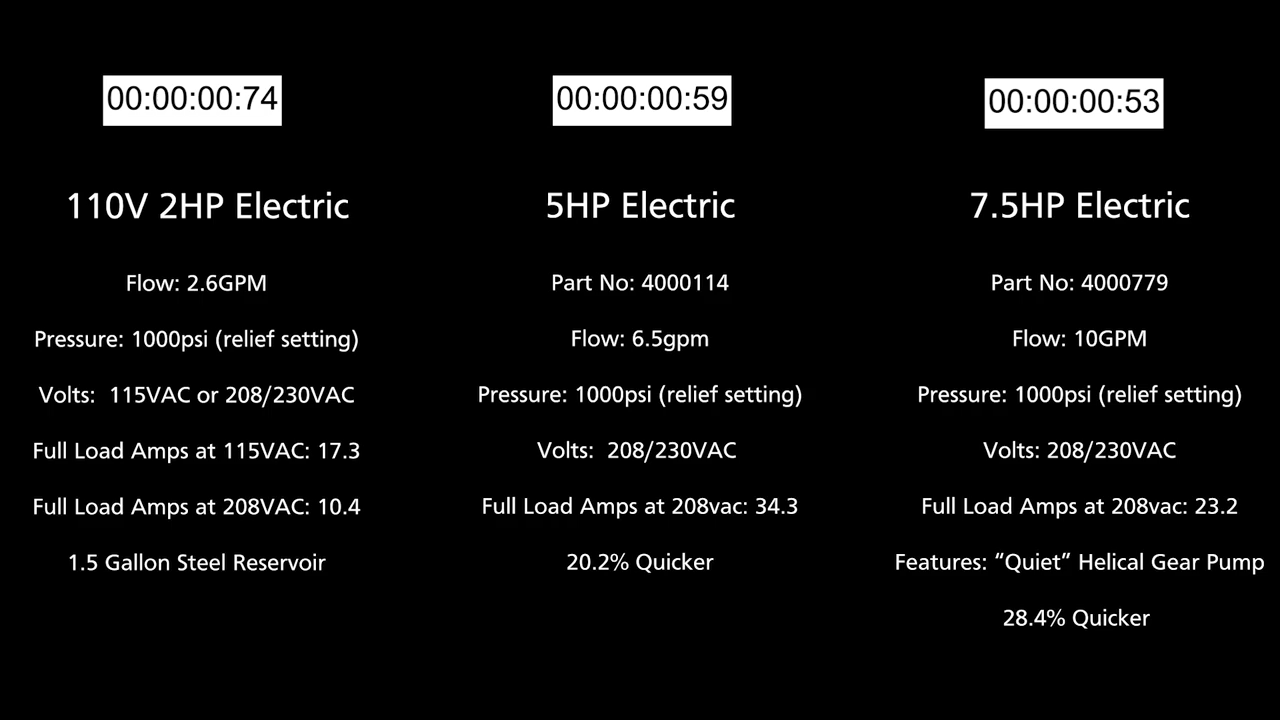 00:00:00:74
110V 2HP Electric
Flow: 2.6GPM
Pressure: 1000psi (relief setting)
Volts:  115VAC or 208/230VAC
Full Load Amps at 115VAC: 17.3
Full Load Amps at 208VAC: 10.4
1.5 Gallon Steel Reservoir
00:00:00:59
5HP Electric
Part No: 4000114
Flow: 6.5gpm
Pressure: 1000psi (relief setting)
Volts:  208/230VAC
Full Load Amps at 208vac: 34.3
20.2% Quicker
00:00:00:53
7.5HP Electric
Part No: 4000779
Flow: 10GPM
Pressure: 1000psi (relief setting)
Volts: 208/230VAC
Full Load Amps at 208vac: 23.2
Features: “Quiet” Helical Gear Pump
28.4% Quicker